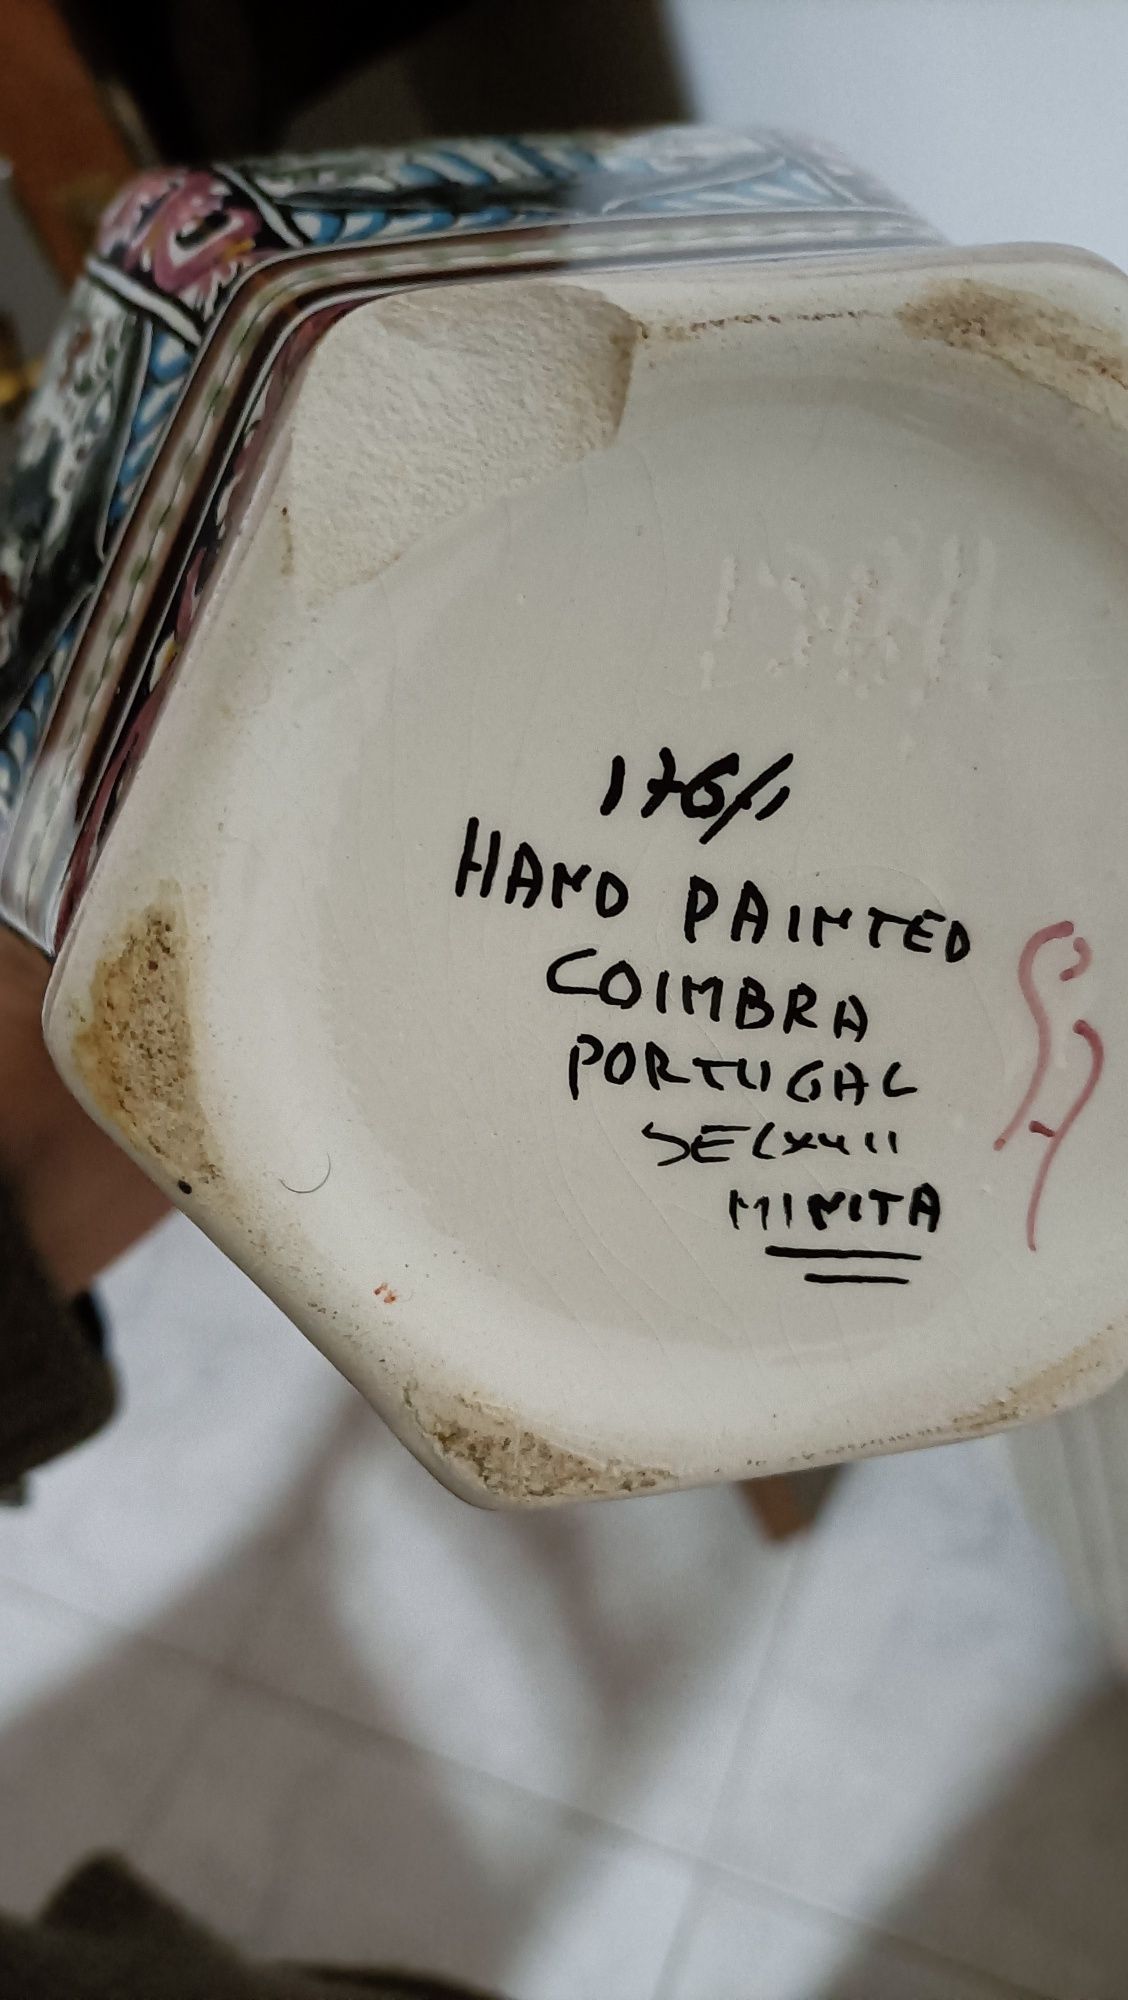 176/1
HAND PAINTED
COIMBRA
PORTUGAL
SEC XVII
MINITA